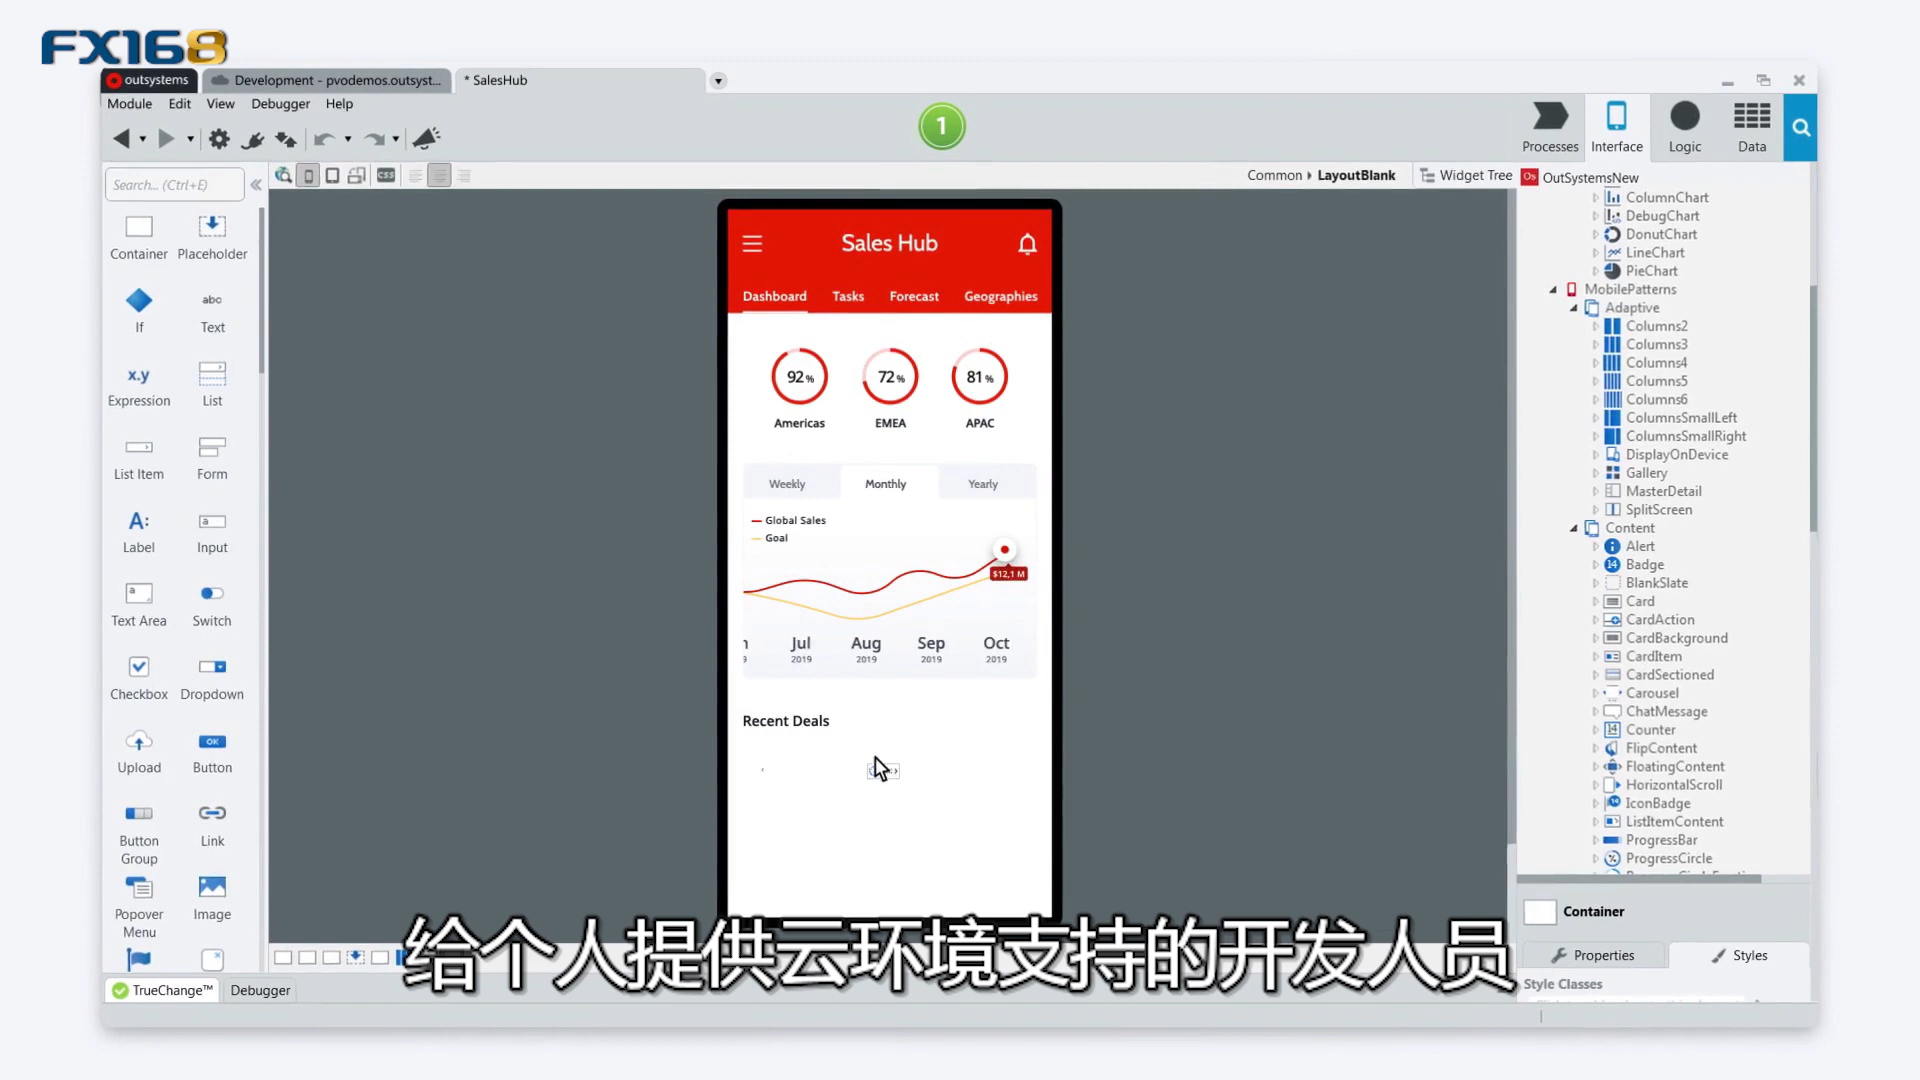 FX168
outsystems
Development - pvodemos.outsyst...
* SalesHub
Module
Edit
View
Debugger
Help
1
Processes
Interface
Logic
Data
Search... (Ctrl+E)
CSS
Common
LayoutBlank
Widget Tree
Os
OutSystemsNew
Container
Placeholder
If
abc
Text
x.y
Expression
List
List Item
Form
A:
Label
a
Input
a
Text Area
Switch
Checkbox
Dropdown
Upload
OK
Button
Button Group
Link
Popover Menu
Image
Sales Hub
Dashboard
Tasks
Forecast
Geographies
92%
72%
81%
Americas
EMEA
APAC
Weekly
Monthly
Yearly
Global Sales
Goal
$12,1 M
Jul
Aug
Sep
Oct
2019
2019
2019
2019
Recent Deals
ColumnChart
DebugChart
DonutChart
LineChart
PieChart
MobilePatterns
Adaptive
Columns2
Columns3
Columns4
Columns5
Columns6
ColumnsSmallLeft
ColumnsSmallRight
DisplayOnDevice
Gallery
MasterDetail
SplitScreen
Content
Alert
14
Badge
BlankSlate
Card
CardAction
CardBackground
CardItem
CardSectioned
Carousel
ChatMessage
14
Counter
FlipContent
FloatingContent
HorizontalScroll
IconBadge
ListItemContent
ProgressBar
ProgressCircle
Container
Properties
Styles
Style Classes
给个人提供云环境支持的开发人员
TrueChange™
Debugger